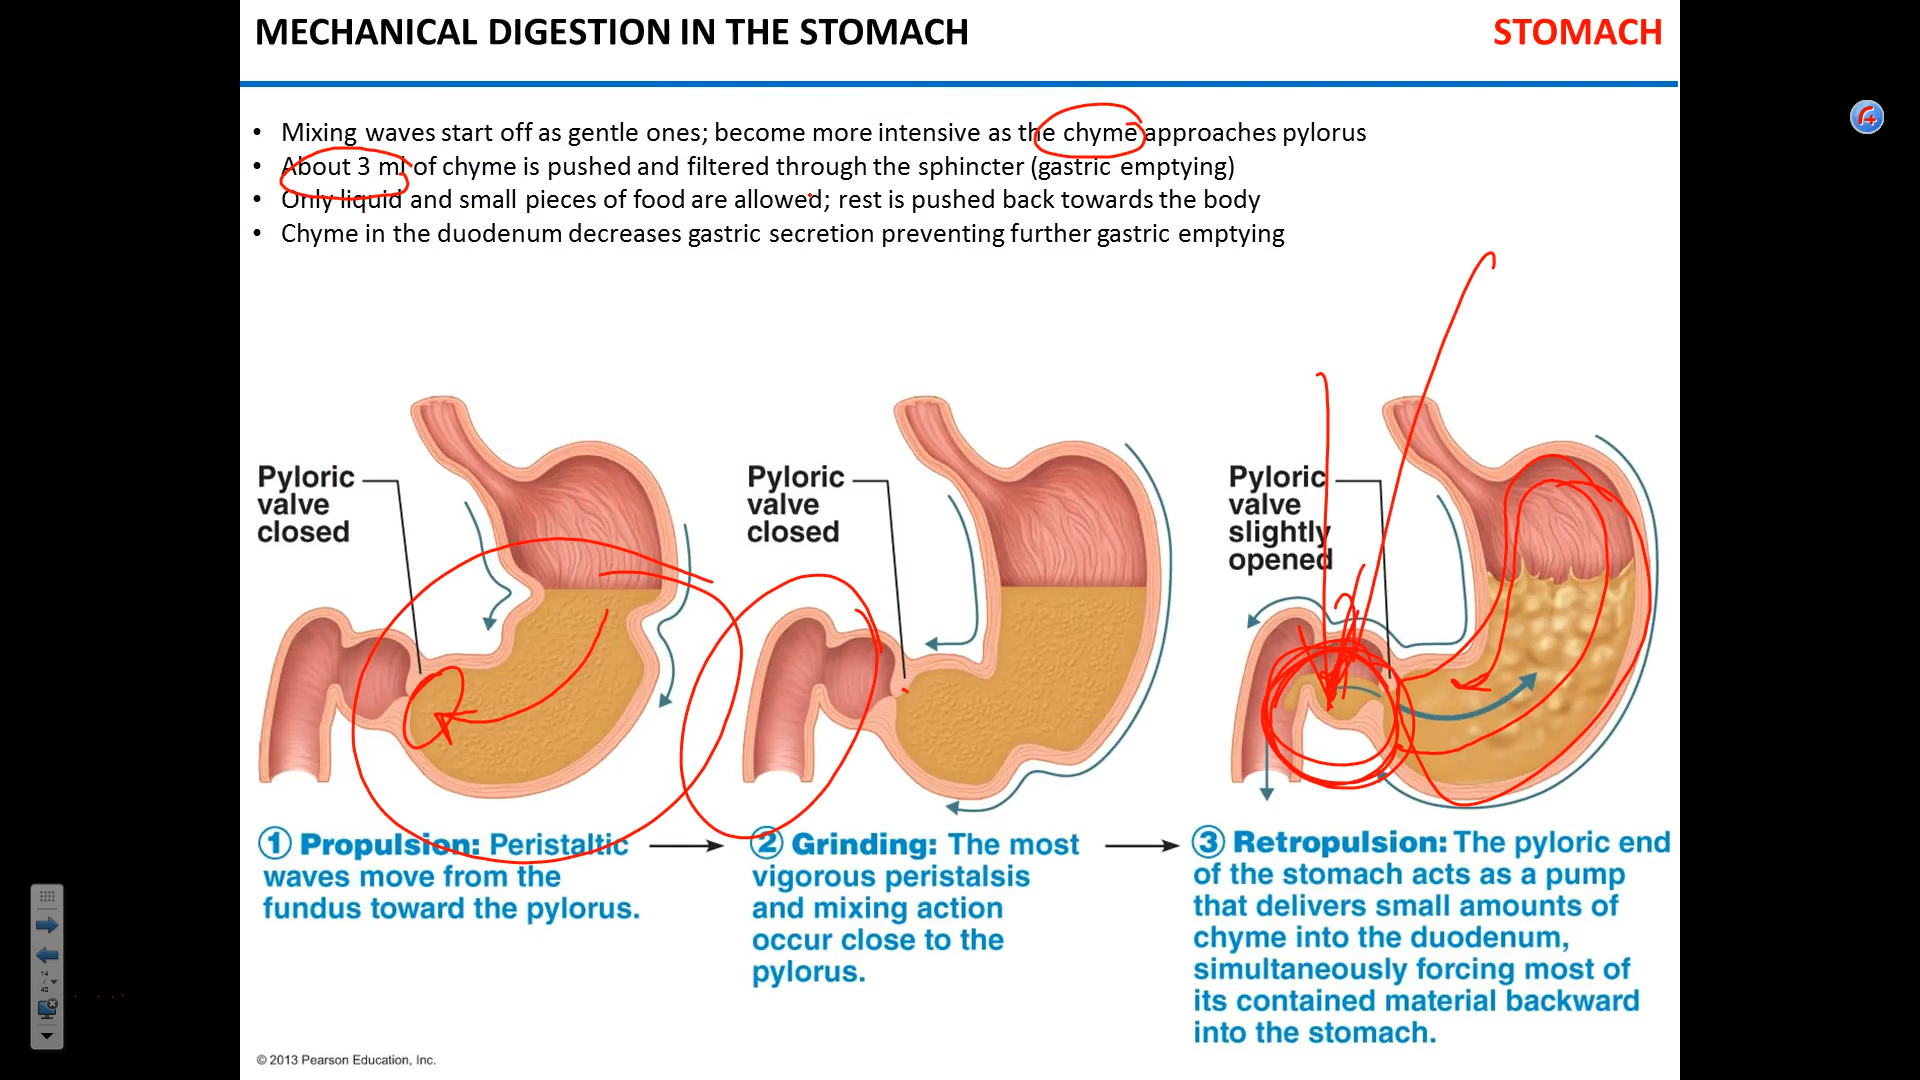 MECHANICAL DIGESTION IN THE STOMACH
STOMACH
• Mixing waves start off as gentle ones; become more intensive as the chyme approaches pylorus
• About 3 ml of chyme is pushed and filtered through the sphincter (gastric emptying)
• Only liquid and small pieces of food are allowed; rest is pushed back towards the body
• Chyme in the duodenum decreases gastric secretion preventing further gastric emptying
Pyloric
valve
closed
Pyloric
valve
closed
Pyloric
valve
slightly
opened
1 Propulsion: Peristaltic
waves move from the
fundus toward the pylorus.
2 Grinding: The most
vigorous peristalsis
and mixing action
occur close to the
pylorus.
3 Retropulsion: The pyloric end
of the stomach acts as a pump
that delivers small amounts of
chyme into the duodenum,
simultaneously forcing most of
its contained material backward
into the stomach.
14
/
40
© 2013 Pearson Education, Inc.